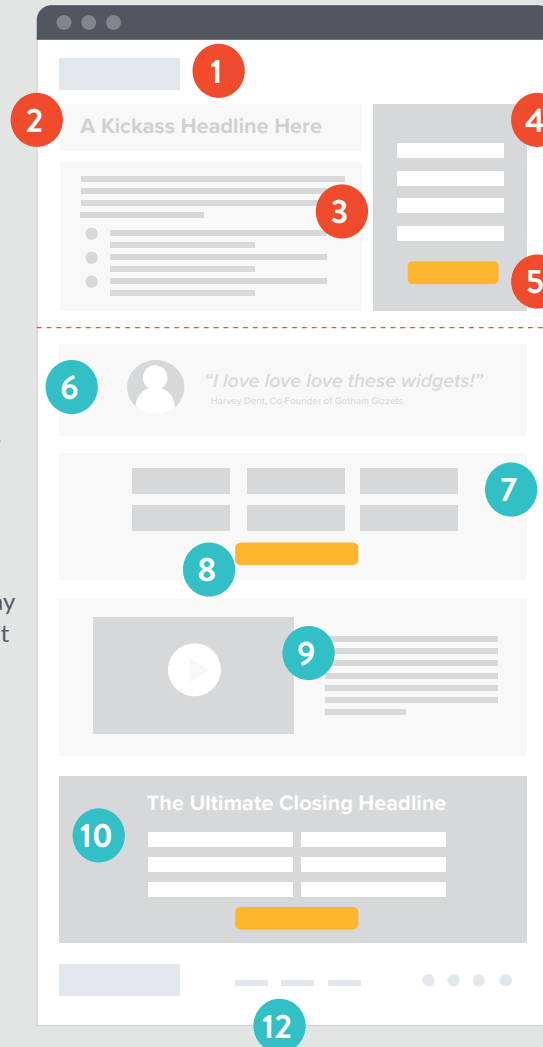 1
2
A Kickass Headline Here
4
3
5
6
“I love love love these widgets!”
Harvey Dent, Co-Founder of Gotham Gizzets
7
8
9
The Ultimate Closing Headline
10
12